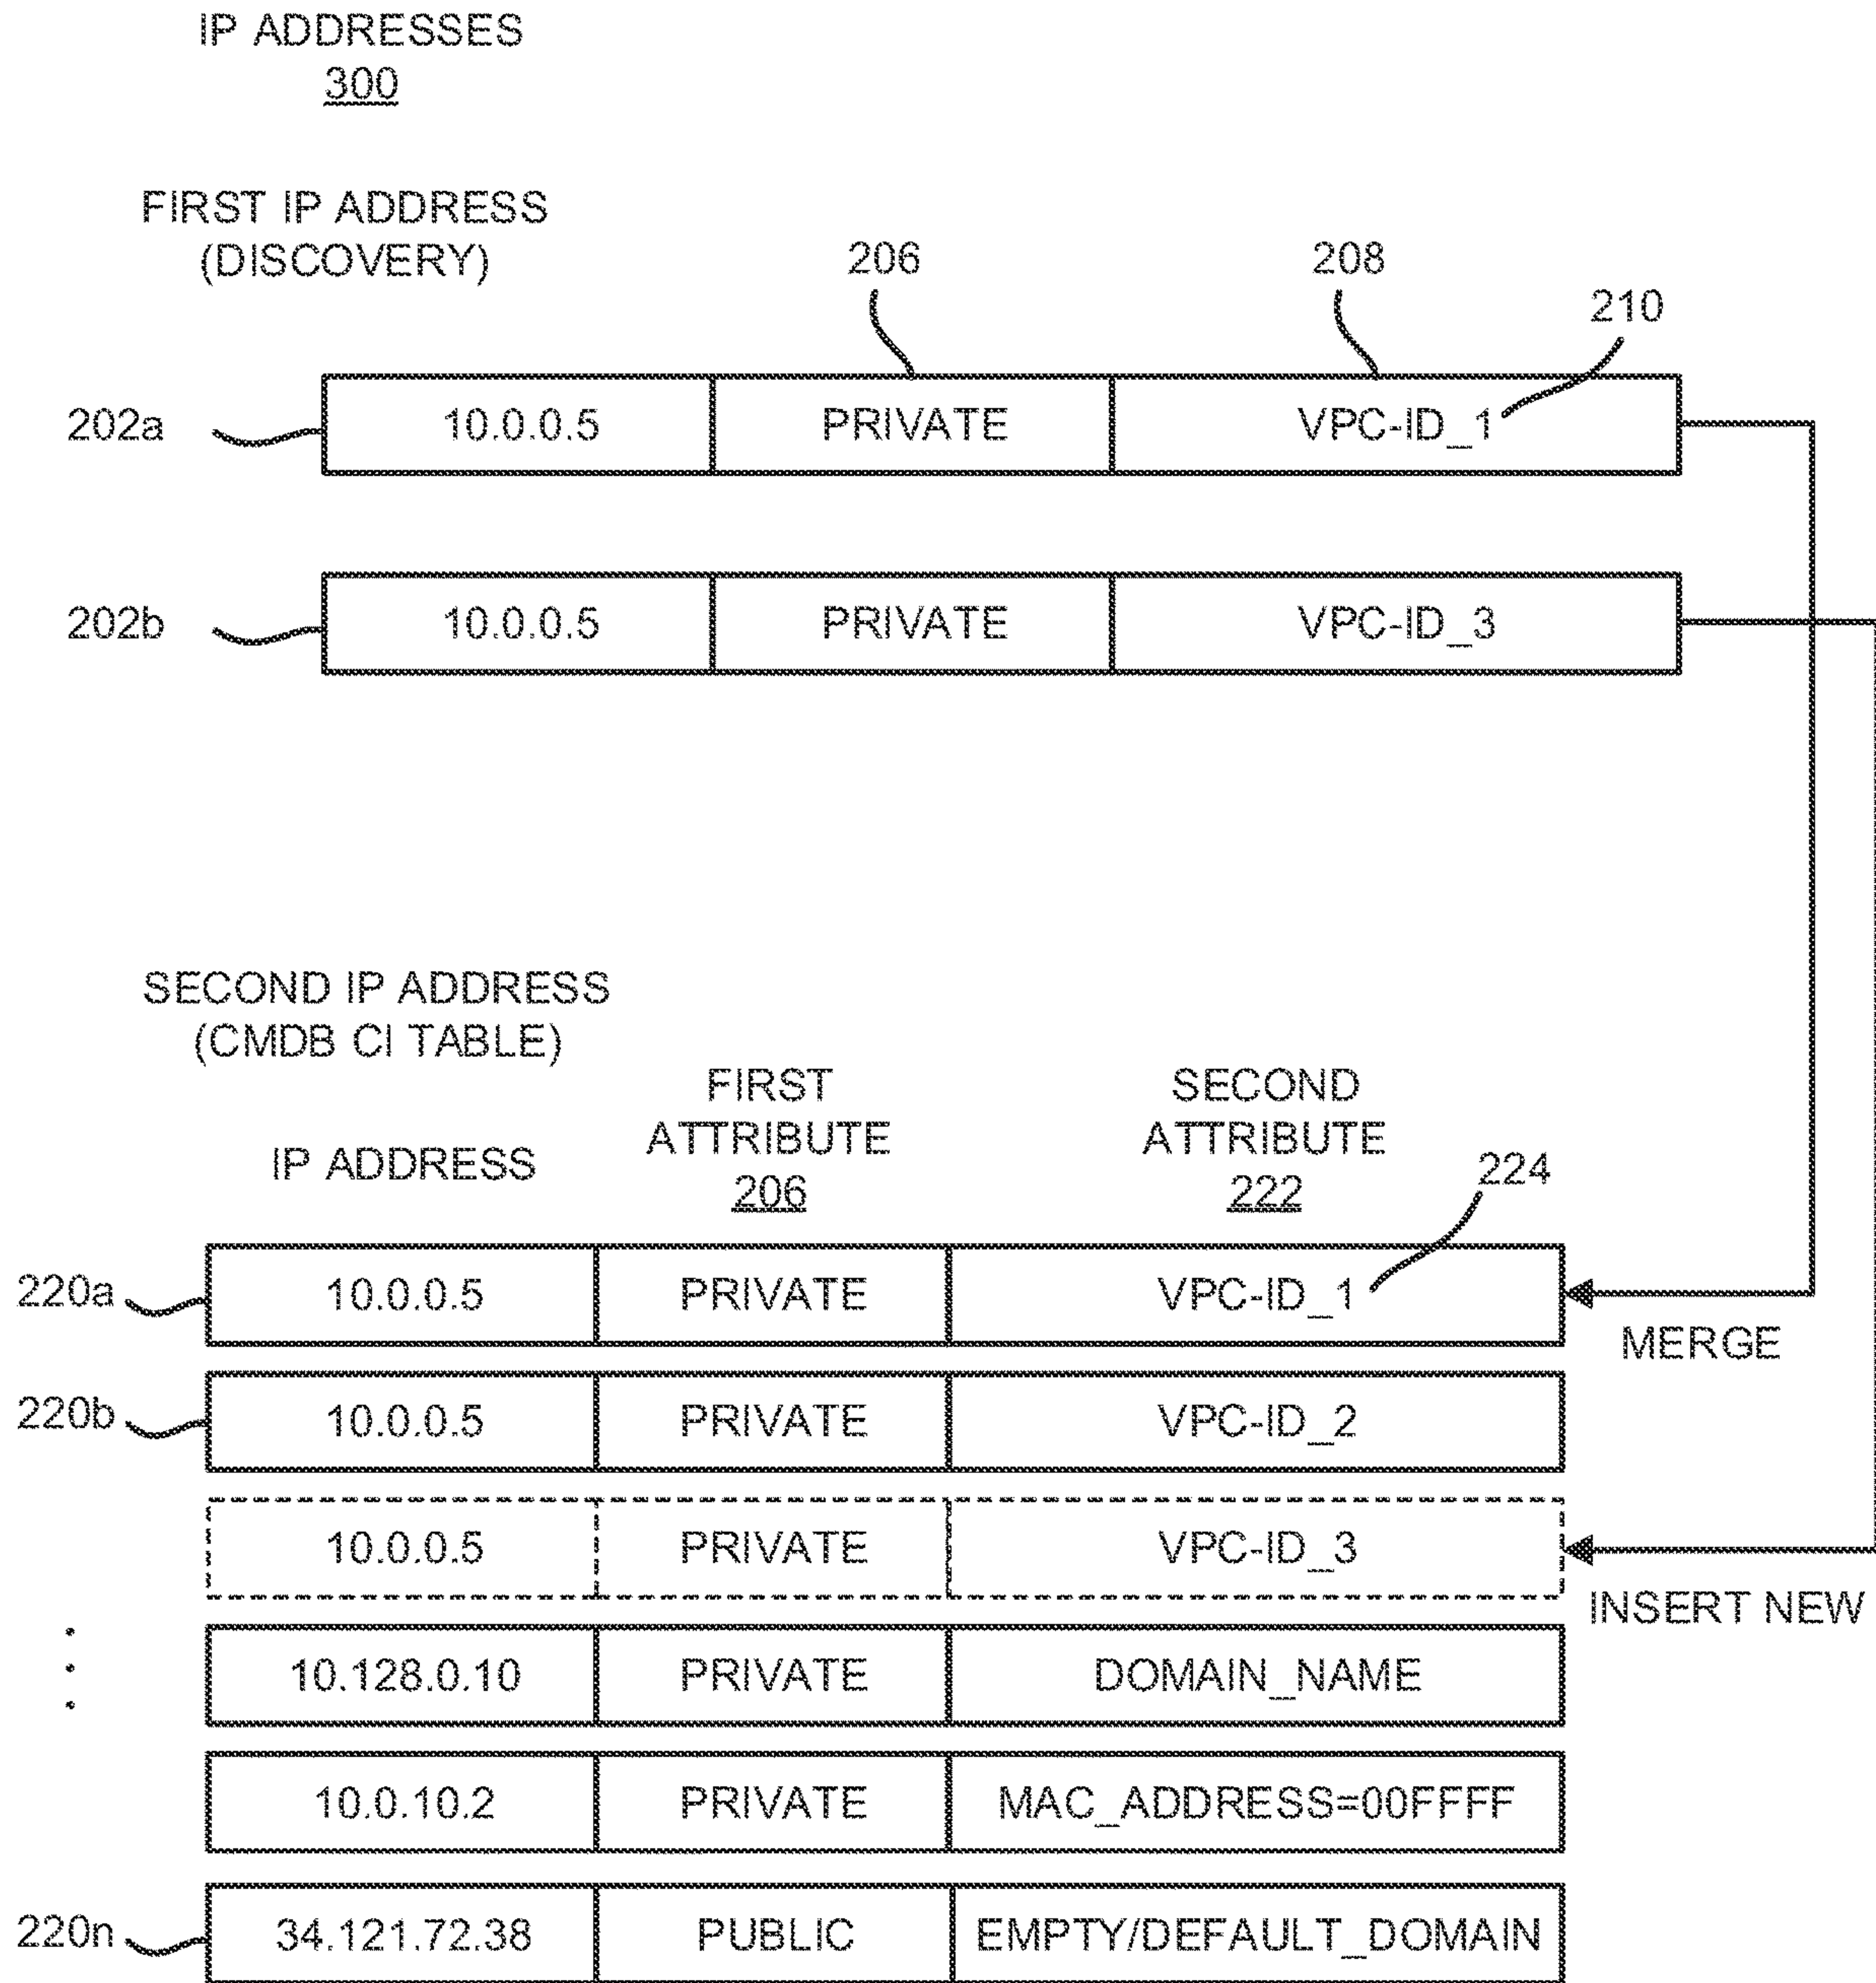 IP ADDRESSES
300
FIRST IP ADDRESS
(DISCOVERY)
206
208
210
202a
10.0.0.5 PRIVATE VPC-ID_1
202b
10.0.0.5 PRIVATE VPC-ID_3
SECOND IP ADDRESS
(CMDB CI TABLE)
IP ADDRESS
FIRST
ATTRIBUTE
206
SECOND
ATTRIBUTE
222
224
220a
10.0.0.5 PRIVATE VPC-ID_1
MERGE
220b
10.0.0.5 PRIVATE VPC-ID_2
10.0.0.5 PRIVATE VPC-ID_3
INSERT NEW
10.128.0.10 PRIVATE DOMAIN_NAME
10.0.10.2 PRIVATE MAC_ADDRESS=00FFFF
220n
34.121.72.38 PUBLIC EMPTY/DEFAULT_DOMAIN